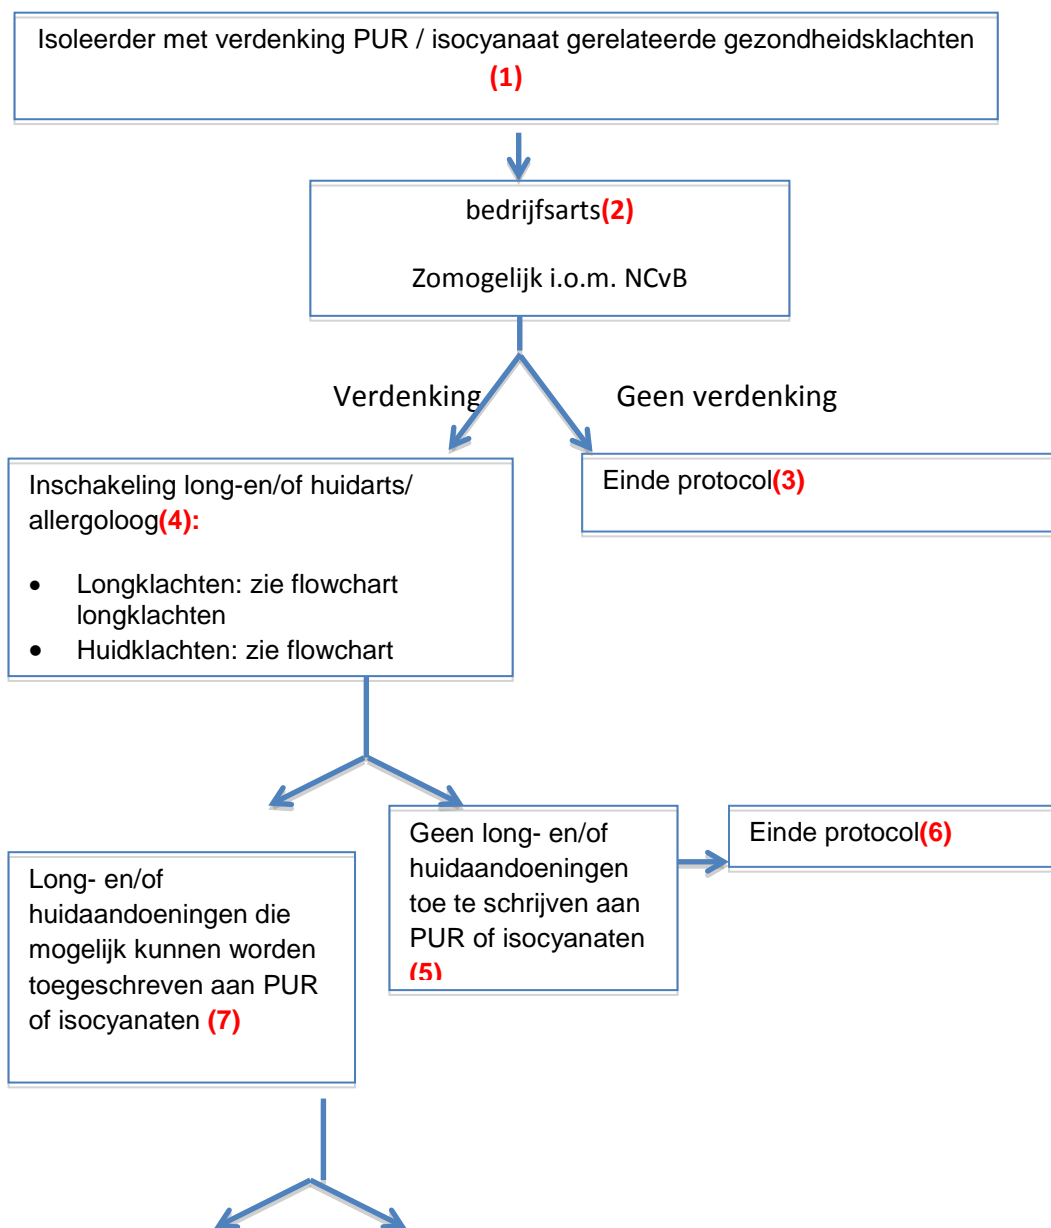 Isoleerder met verdenking PUR / isocyanaat gerelateerde gezondheidsklachten
(1)
bedrijfsarts(2)
Zomogelijk i.o.m. NCvB
Verdenking
Geen verdenking
Inschakeling long-en/of huidarts/
allergoloog(4):
• Longklachten: zie flowchart
longklachten
• Huidklachten: zie flowchart
Einde protocol(3)
Geen long- en/of
huidaandoeningen
toe te schrijven aan
PUR of isocyanaten
(5)
Einde protocol(6)
Long- en/of
huidaandoeningen die
mogelijk kunnen worden
toegeschreven aan PUR
of isocyanaten (7)